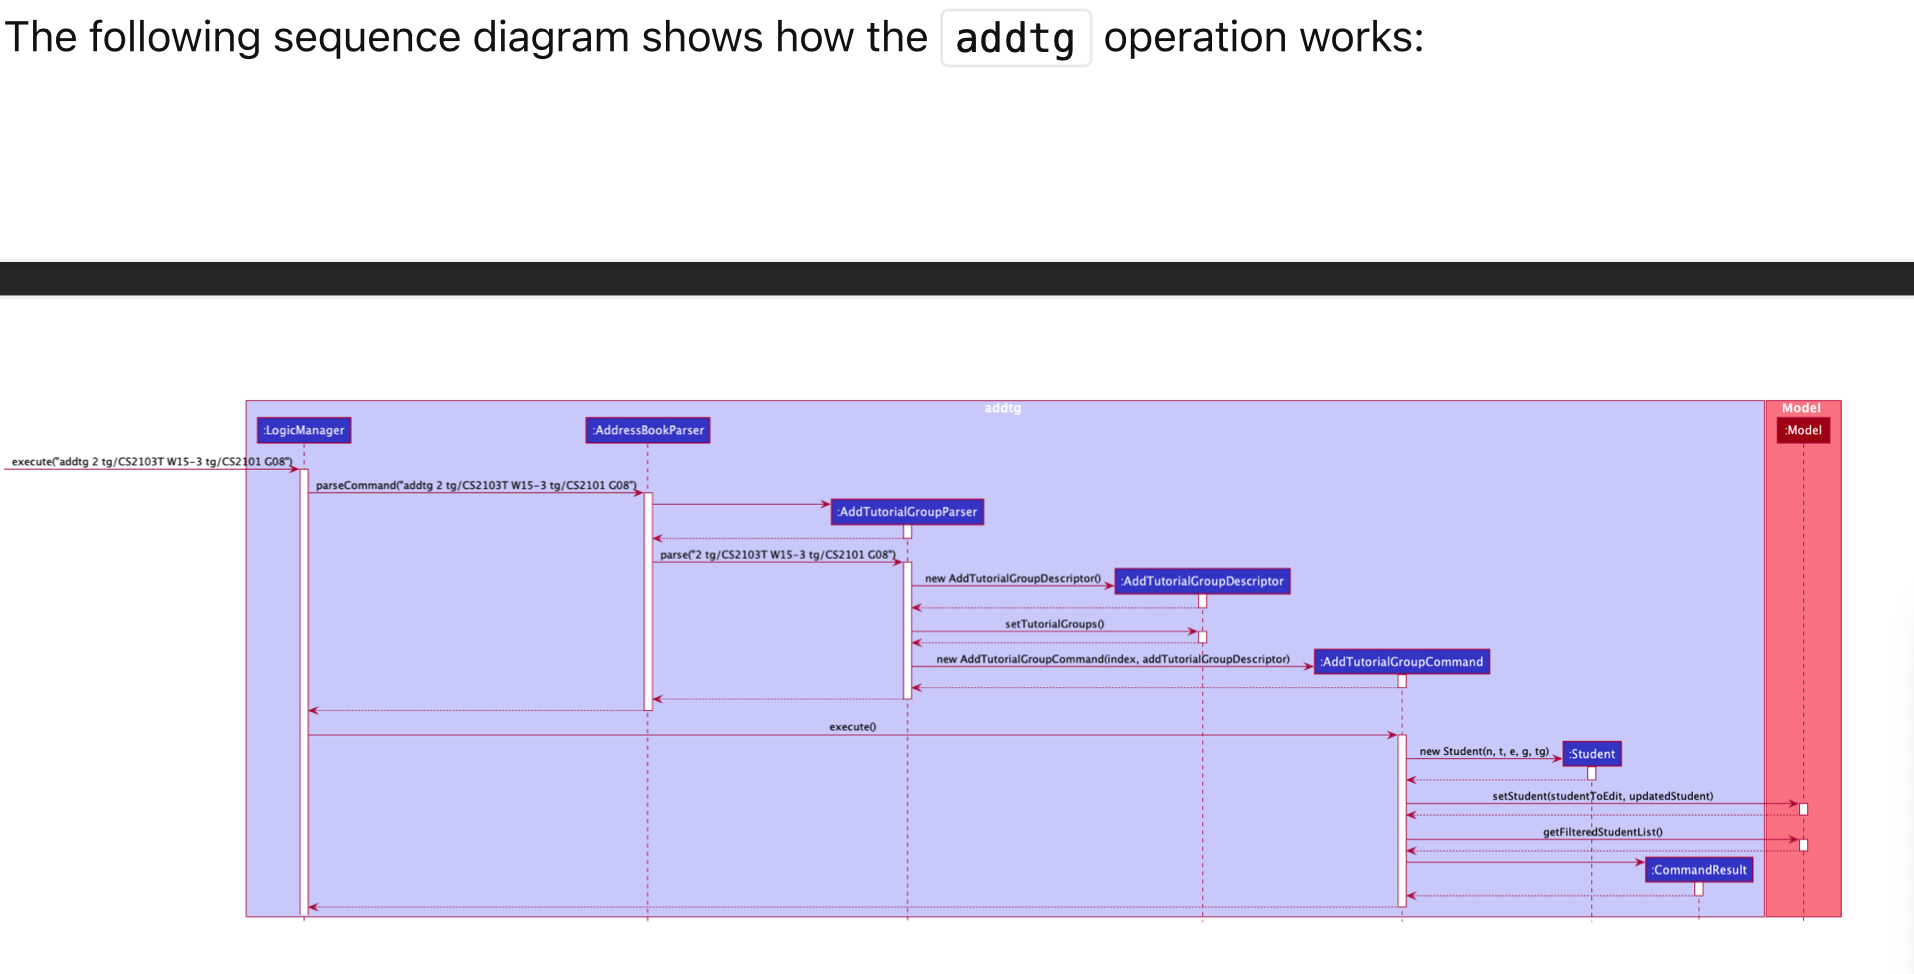 The following sequence diagram shows how the addtg operation works:
addtg
Model
:LogicManager
:AddressBookParser
:Model
execute("addtg 2 tg/CS2103T W15-3 tg/CS2101 G08")
parseCommand("addtg 2 tg/CS2103T W15-3 tg/CS2101 G08")
:AddTutorialGroupParser
parse("2 tg/CS2103T W15-3 tg/CS2101 G08")
new AddTutorialGroupDescriptor()
:AddTutorialGroupDescriptor
setTutorialGroups()
new AddTutorialGroupCommand(index, addTutorialGroupDescriptor)
:AddTutorialGroupCommand
execute()
new Student(n, t, e, g, tg)
:Student
setStudent(studentToEdit, updatedStudent)
getFilteredStudentList()
:CommandResult